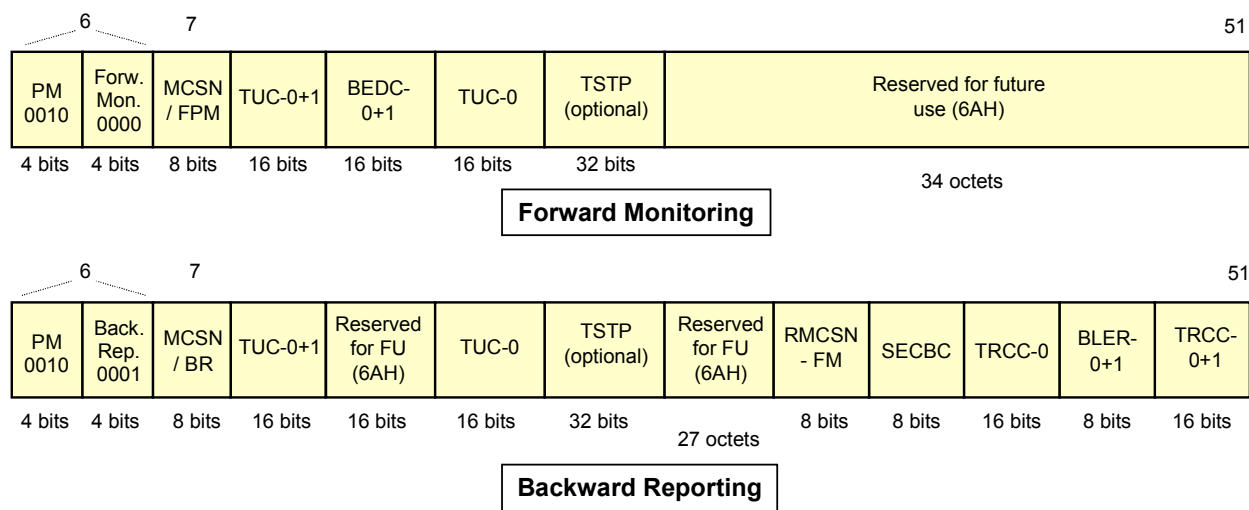 6
7
51
PM
0010
Forw.
Mon.
0000
MCSN
/ FPM
TUC-0+1
BEDC-
0+1
TUC-0
TSTP
(optional)
Reserved for future
use (6AH)
4 bits
4 bits
8 bits
16 bits
16 bits
16 bits
32 bits
34 octets
Forward Monitoring
6
7
51
PM
0010
Back.
Rep.
0001
MCSN
/ BR
TUC-0+1
Reserved
for FU
(6AH)
TUC-0
TSTP
(optional)
Reserved
for FU
(6AH)
RMCSN
- FM
SECBC
TRCC-0
BLER-
0+1
TRCC-
0+1
4 bits
4 bits
8 bits
16 bits
16 bits
16 bits
32 bits
27 octets
8 bits
8 bits
16 bits
8 bits
16 bits
Backward Reporting